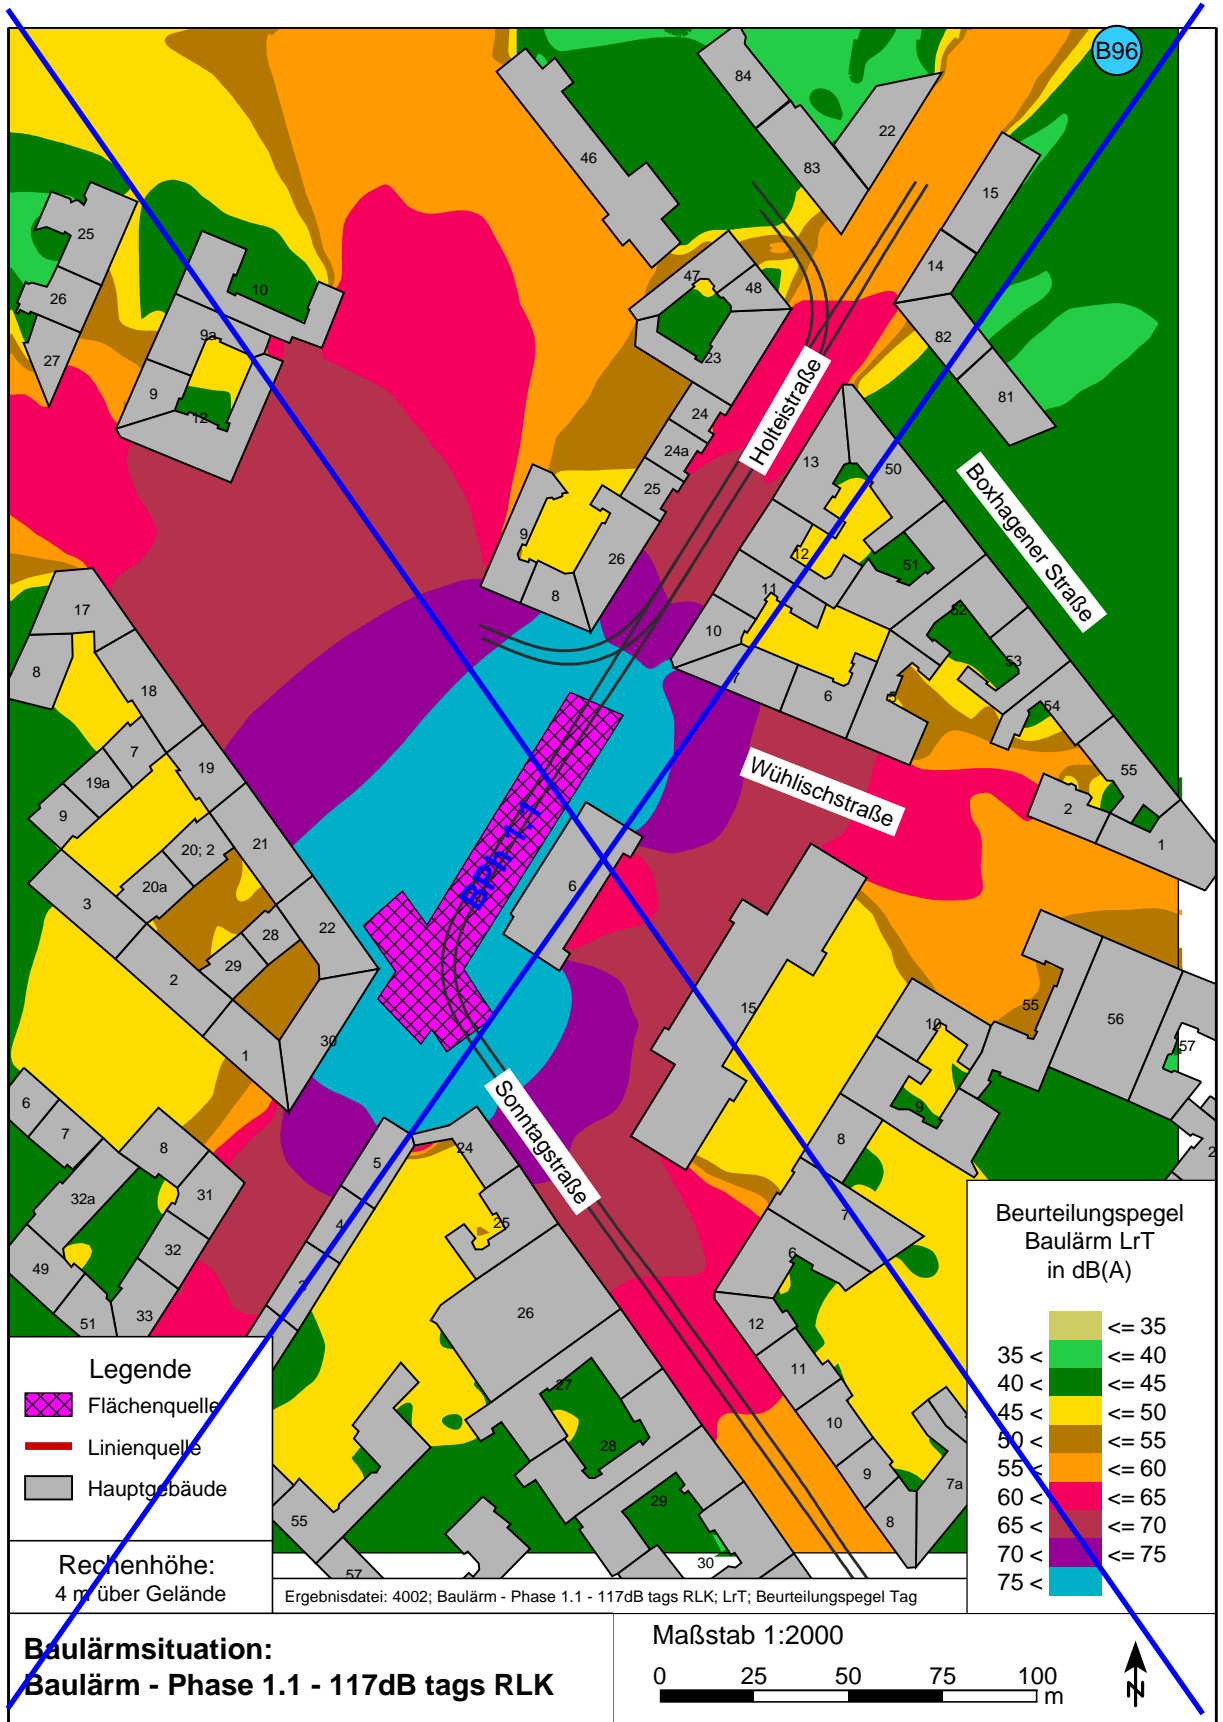 B96
84
22
46
83
15
25
14
47
48
10
26
82
9a
23
27
81
9
12
24
Holteistraße
24a
13
50
25
Boxhagener Straße
9
12
26
51
11
8
52
17
10
53
8
7
6
5
18
54
7
Wühlischstraße
55
19
19a
2
9
BPh 1.1
21
1
20; 2
6
20a
3
22
28
29
2
15
55
56
10
30
57
1
Sonntagstraße
9
6
7
8
24
8
5
2
31
32a
4
7
25
32
6
49
3
26
33
51
12
11
27
10
28
9
29
7a
55
8
30
57
Beurteilungspegel
Baulärm LrT
in dB(A)
<= 35
35 < <= 40
40 < <= 45
45 < <= 50
50 < <= 55
55 < <= 60
60 < <= 65
65 < <= 70
70 < <= 75
75 <
Legende
Flächenquelle
Linienquelle
Hauptgebäude
Rechenhöhe:
4 m über Gelände
Ergebnisdatei: 4002; Baulärm - Phase 1.1 - 117dB tags RLK; LrT; Beurteilungspegel Tag
Baulärmsituation:
Baulärm - Phase 1.1 - 117dB tags RLK
Maßstab 1:2000
0 25 50 75 100
m
N